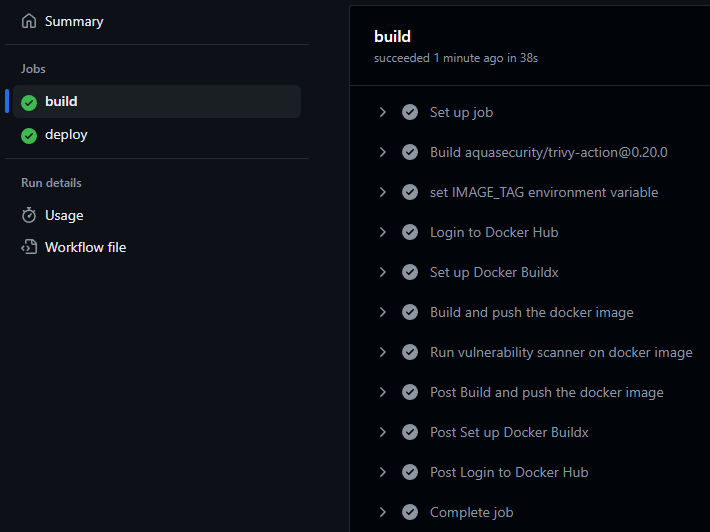 Summary
Jobs
build
deploy
Run details
Usage
Workflow file
build
succeeded 1 minute ago in 38s
Set up job
Build aquasecurity/trivy-action@0.20.0
set IMAGE_TAG environment variable
Login to Docker Hub
Set up Docker Buildx
Build and push the docker image
Run vulnerability scanner on docker image
Post Build and push the docker image
Post Set up Docker Buildx
Post Login to Docker Hub
Complete job